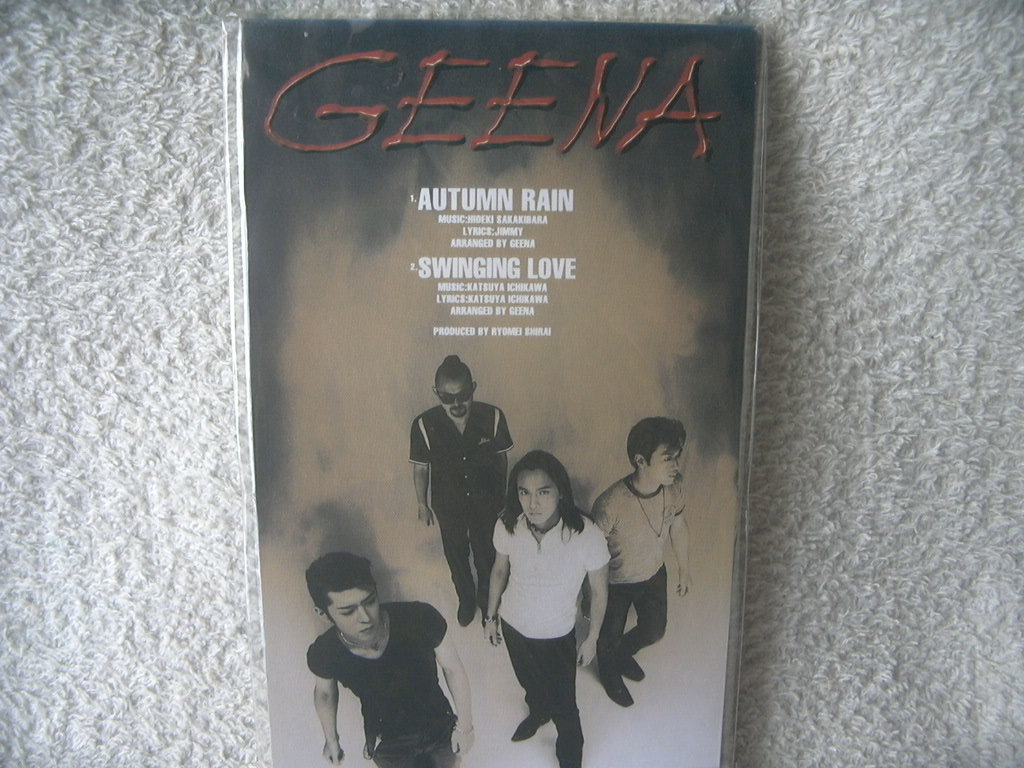 GEENA
1. AUTUMN RAIN
MUSIC:HIDEKI SAKAKIBARA
LYRICS:JIMMY
ARRANGED BY GEENA
2. SWINGING LOVE
MUSIC:KATSUYA ICHIKAWA
LYRICS:KATSUYA ICHIKAWA
ARRANGED BY GEENA
PRODUCED BY RYOMEI SHIRAI